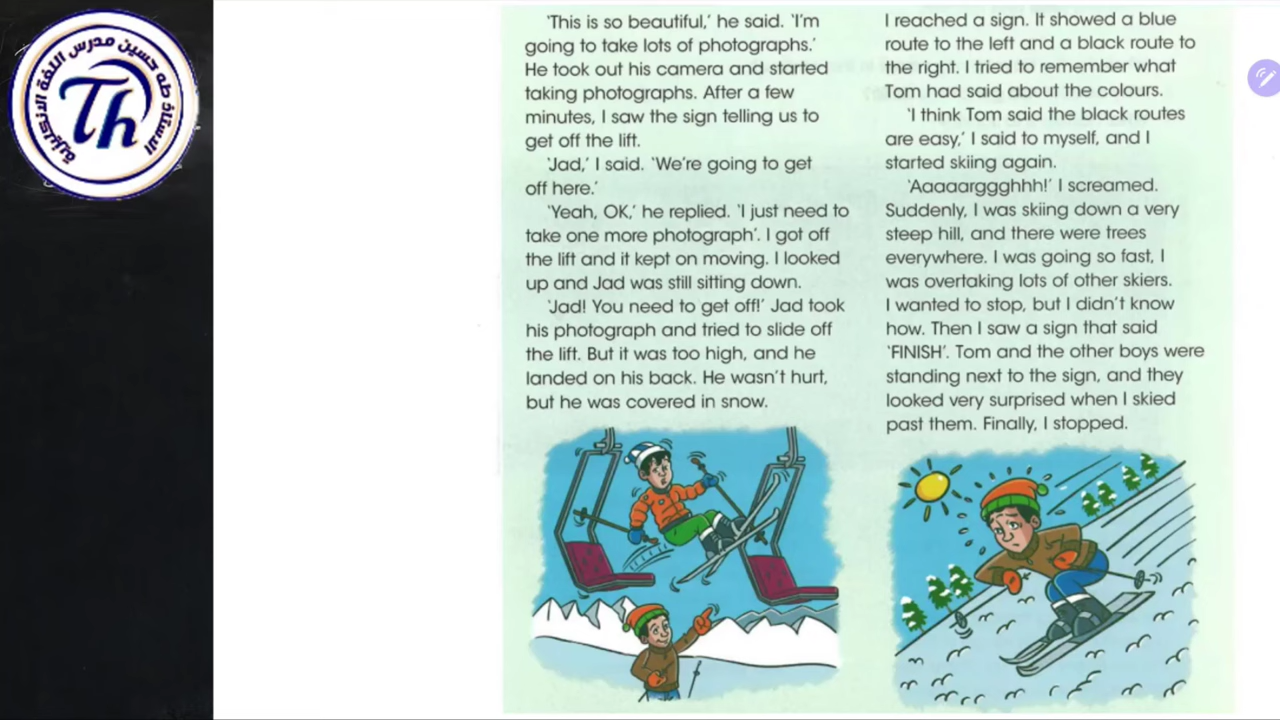 الاستاذ طه حسين مدرس اللغة الانجليزية
Th
'This is so beautiful,' he said. 'I'm
going to take lots of photographs.'
He took out his camera and started
taking photographs. After a few
minutes, I saw the sign telling us to
get off the lift.
'Jad,' I said. 'We're going to get
off here.'
'Yeah, OK,' he replied. 'I just need to
take one more photograph'. I got off
the lift and it kept on moving. I looked
up and Jad was still sitting down.
'Jad! You need to get off!' Jad took
his photograph and tried to slide off
the lift. But it was too high, and he
landed on his back. He wasn't hurt,
but he was covered in snow.
I reached a sign. It showed a blue
route to the left and a black route to
the right. I tried to remember what
Tom had said about the colours.
'I think Tom said the black routes
are easy,' I said to myself, and I
started skiing again.
'Aaaaarggghhh!' I screamed.
Suddenly, I was skiing down a very
steep hill, and there were trees
everywhere. I was going so fast, I
was overtaking lots of other skiers.
I wanted to stop, but I didn't know
how. Then I saw a sign that said
'FINISH'. Tom and the other boys were
standing next to the sign, and they
looked very surprised when I skied
past them. Finally, I stopped.